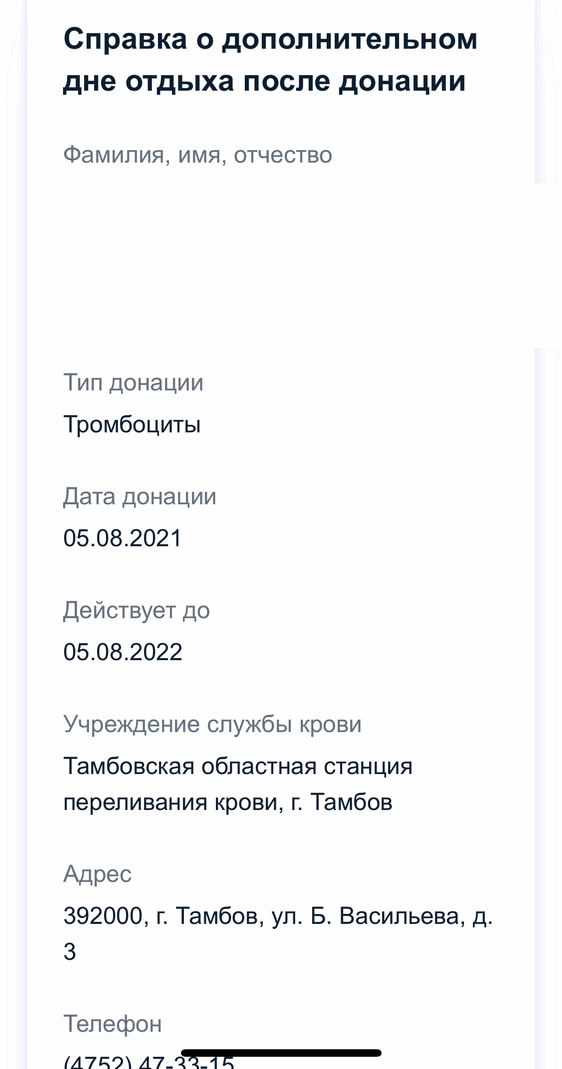 Справка о дополнительном
дне отдыха после донации
Фамилия, имя, отчество
Тип донации
Тромбоциты
Дата донации
05.08.2021
Действует до
05.08.2022
Учреждение службы крови
Тамбовская областная станция
переливания крови, г. Тамбов
Адрес
392000, г. Тамбов, ул. Б. Васильева, д.
3
Телефон
(4752) 47-33-15